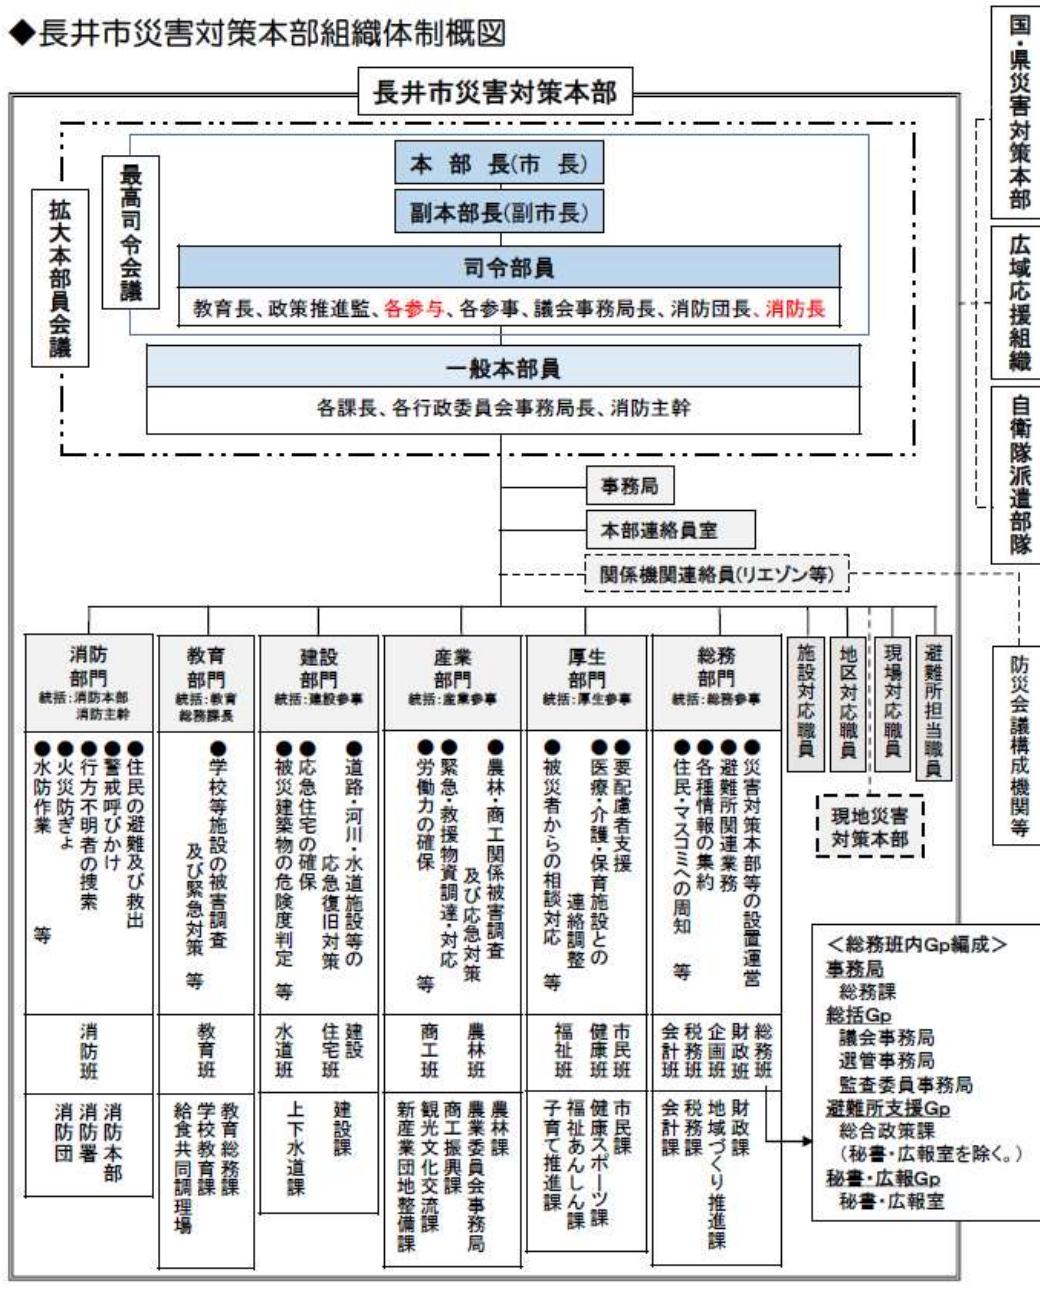 ◆長井市災害対策本部組織体制概図
長井市災害対策本部
国・県災害対策本部
広域応援組織
自衛隊派遣部隊
拡大本部員会議
最高司令会議
本部長(市長)
副本部長(副市長)
司令部員
教育長、政策推進監、各参与、各参事、議会事務局長、消防団長、消防長
一般本部員
各課長、各行政委員会事務局長、消防主幹
事務局
本部連絡員室
関係機関連絡員(リエゾン等)
防災会議構成機関等
消防
部門
統括:消防本部
消防主幹
●住民の避難及び救出
●警戒呼びかけ
●行方不明者の捜索
●火災防ぎょ
●水防作業 等
消防班
消防本部
消防署
消防団
教育
部門
統括:教育
総務課長
●学校等施設の被害調査
及び緊急対策 等
教育班
教育総務課
学校教育課
給食共同調理場
建設
部門
統括:建設参事
●道路・河川・水道施設等の
応急復旧対策
●応急住宅の確保
●被災建築物の危険度判定 等
建設
住宅班
水道班
建設課
上下水道課
産業
部門
統括:産業参事
●農林・商工関係被害調査
及び応急対策
●緊急・救援物資調達・対応
●労働力の確保 等
農林班
商工班
農林課
農業委員会事務局
商工振興課
観光文化交流課
新産業団地整備課
厚生
部門
統括:厚生参事
●要配慮者支援
●医療・介護・保育施設との
連絡調整
●被災者からの相談対応 等
市民班
健康班
福祉班
市民課
健康スポーツ課
福祉あんしん課
子育て推進課
総務
部門
統括:総務参事
●災害対策本部等の設置運営
●避難所関連業務
●各種情報の集約
●住民・マスコミへの周知 等
総務班
財政班
企画班
税務班
会計班
財政課
地域づくり推進課
税務課
会計課
施設対応職員
地区対応職員
現場対応職員
避難所担当職員
現地災害
対策本部
＜総務班内Gp編成＞
事務局
総務課
総括Gp
議会事務局
選管事務局
監査委員事務局
避難所支援Gp
総合政策課
(秘書・広報室を除く。)
秘書・広報Gp
秘書・広報室